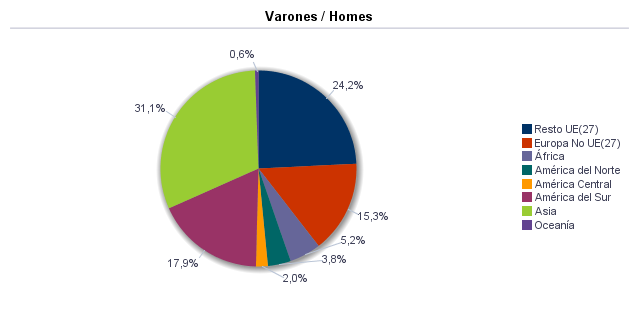 Varones / Homes
0,6%
24,2%
31,1%
15,3%
5,2%
3,8%
2,0%
17,9%
Resto UE(27)
Europa No UE(27)
África
América del Norte
América Central
América del Sur
Asia
Oceanía